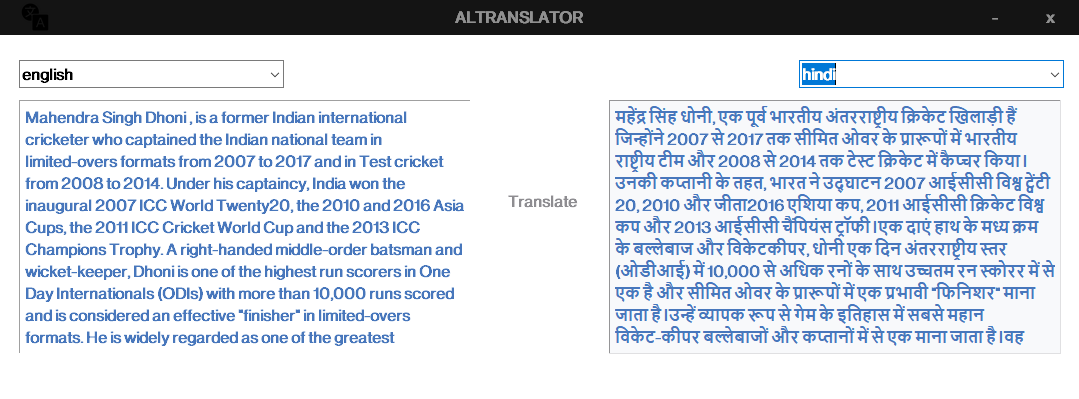 ALTRANSLATOR
-
x
english
hindi
Mahendra Singh Dhoni , is a former Indian international
cricketer who captained the Indian national team in
limited-overs formats from 2007 to 2017 and in Test cricket
from 2008 to 2014. Under his captaincy, India won the
inaugural 2007 ICC World Twenty20, the 2010 and 2016 Asia
Cups, the 2011 ICC Cricket World Cup and the 2013 ICC
Champions Trophy. A right-handed middle-order batsman and
wicket-keeper, Dhoni is one of the highest run scorers in One
Day Internationals (ODIs) with more than 10,000 runs scored
and is considered an effective "finisher" in limited-overs
formats. He is widely regarded as one of the greatest
Translate
महेंद्र सिंह धोनी, एक पूर्व भारतीय अंतरराष्ट्रीय क्रिकेट खिलाड़ी हैं
जिन्होंने 2007 से 2017 तक सीमित ओवर के प्रारूपों में भारतीय
राष्ट्रीय टीम और 2008 से 2014 तक टेस्ट क्रिकेट में कैप्चर किया।
उनकी कप्तानी के तहत, भारत ने उद्घाटन 2007 आईसीसी विश्व ट्वेंटी
20, 2010 और जीता2016 एशिया कप, 2011 आईसीसी क्रिकेट विश्व
कप और 2013 आईसीसी चैंपियंस ट्रॉफी।एक दाएं हाथ के मध्य क्रम
के बल्लेबाज और विकेटकीपर, धोनी एक दिन अंतरराष्ट्रीय स्तर
(ओडीआई) में 10,000 से अधिक रनों के साथ उच्चतम रन स्कोरर में से
एक है और सीमित ओवर के प्रारूपों में एक प्रभावी "फिनिशर" माना
जाता है।उन्हें व्यापक रूप से गेम के इतिहास में सबसे महान
विकेट-कीपर बल्लेबाजों और कप्तानों में से एक माना जाता है।वह